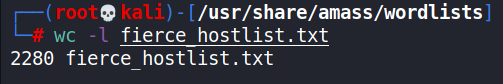 ┌──(root💀kali)-[/usr/share/amass/wordlists]
└─# wc -l fierce_hostlist.txt
2280 fierce_hostlist.txt